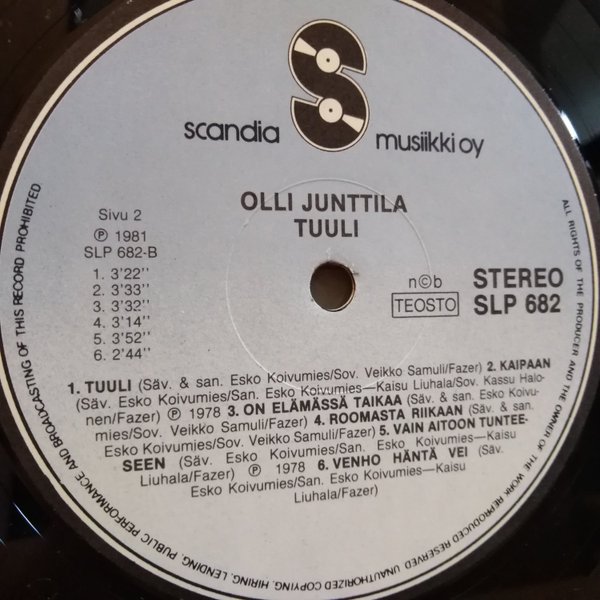 scandia musiikki oy
OLLI JUNTTILA
TUULI
Sivu 2
℗ 1981
SLP 682-B
1. 3'22''
2. 3'33''
3. 3'32''
4. 3'14''
5. 3'52''
6. 2'44''
n©b
TEOSTO
STEREO
SLP 682
1. TUULI (Säv. & san. Esko Koivumies/Sov. Veikko Samuli/Fazer) 2. KAIPAAN
(Säv. Esko Koivumies/San. Esko Koivumies—Kaisu Liuhala/Sov. Kassu Halo-
nen/Fazer) ℗ 1978 3. ON ELÄMÄSSÄ TAIKAA (Säv. & san. Esko Koivu-
mies/Sov. Veikko Samuli/Fazer) 4. ROOMASTA RIIKAAN (Säv. & san.
Esko Koivumies/Sov. Veikko Samuli/Fazer) 5. VAIN AITOON TUNTEE-
SEEN (Säv. Esko Koivumies/San. Esko Koivumies—Kaisu
Liuhala/Fazer) ℗ 1978 6. VENHO HÄNTÄ VEI (Säv.
Esko Koivumies/San. Esko Koivumies—Kaisu
Liuhala/Fazer)
ALL RIGHTS OF THE PRODUCER AND THE OWNER OF THE WORK REPRODUCED RESERVED UNAUTHORIZED COPYING, HIRING, LENDING, PUBLIC PERFORMANCE AND BROADCASTING OF THIS RECORD PROHIBITED